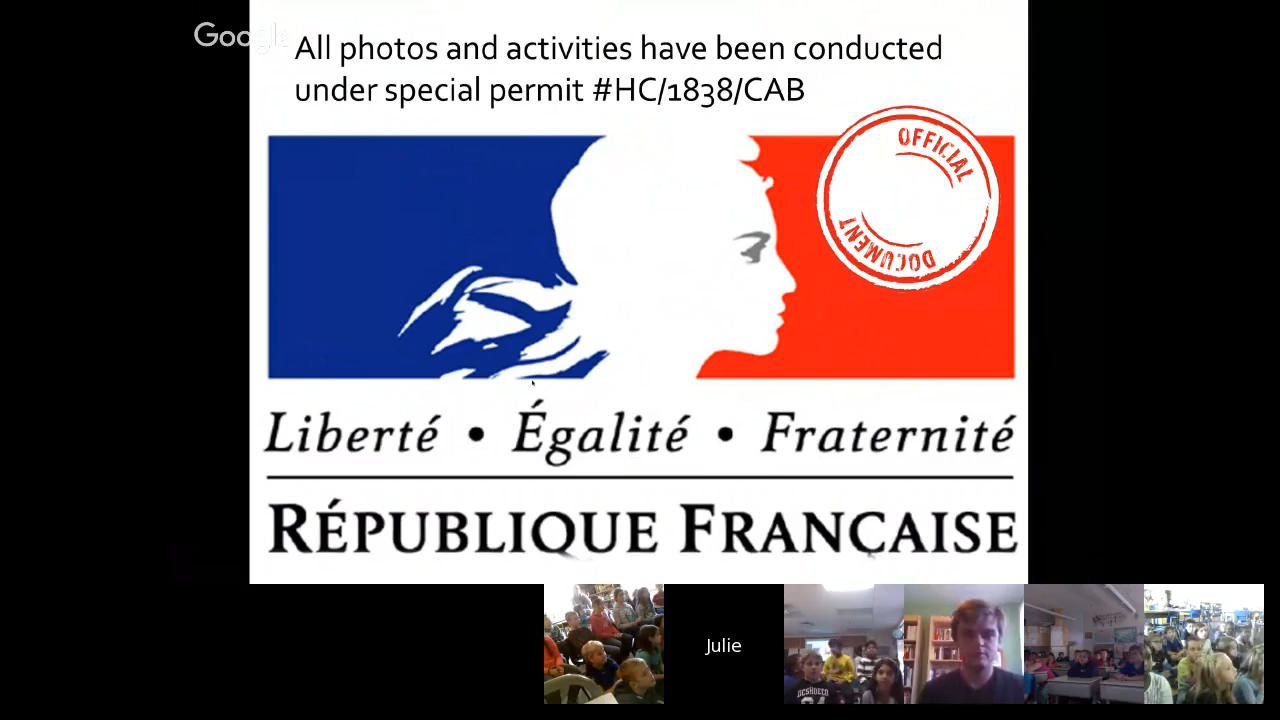 Google
All photos and activities have been conducted
under special permit #HC/1838/CAB
OFFICIAL
DOCUMENT
Liberté • Égalité • Fraternité
RÉPUBLIQUE FRANÇAISE
Julie